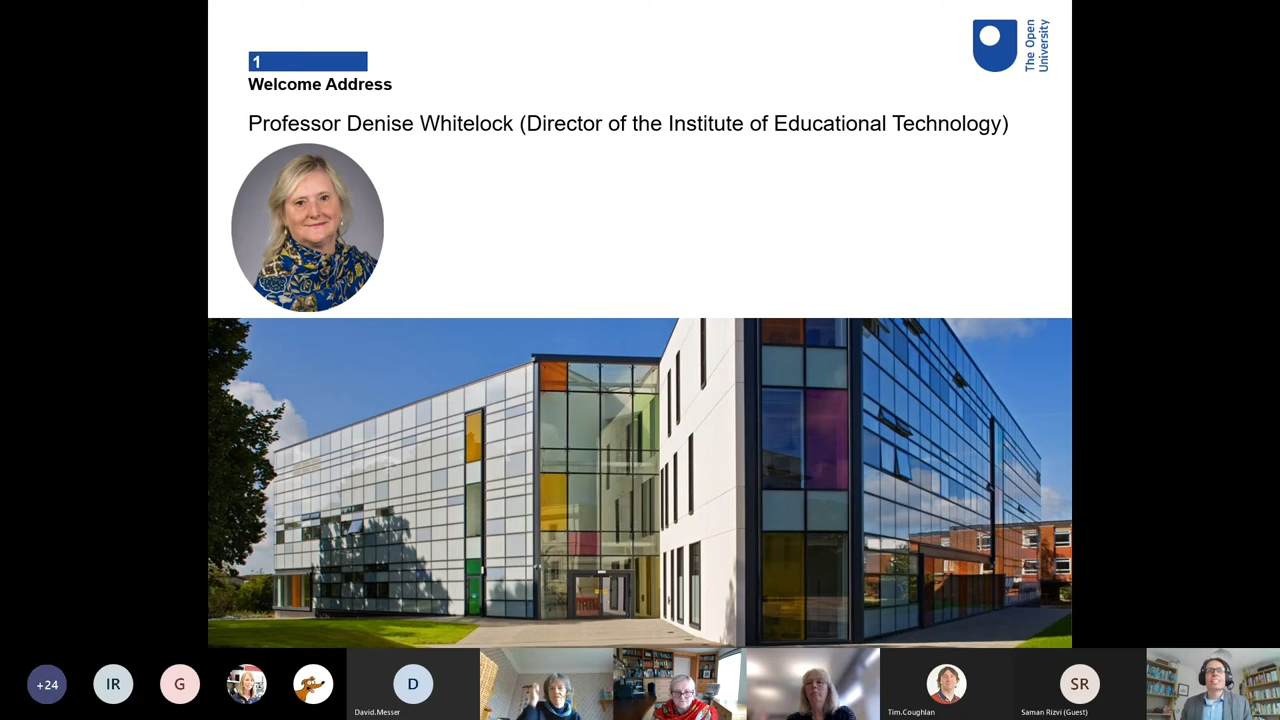 1
Welcome Address
The Open
University
Professor Denise Whitelock (Director of the Institute of Educational Technology)
+24
IR
G
D
David.Messer
Tim.Coughlan
SR
Saman Rizvi (Guest)